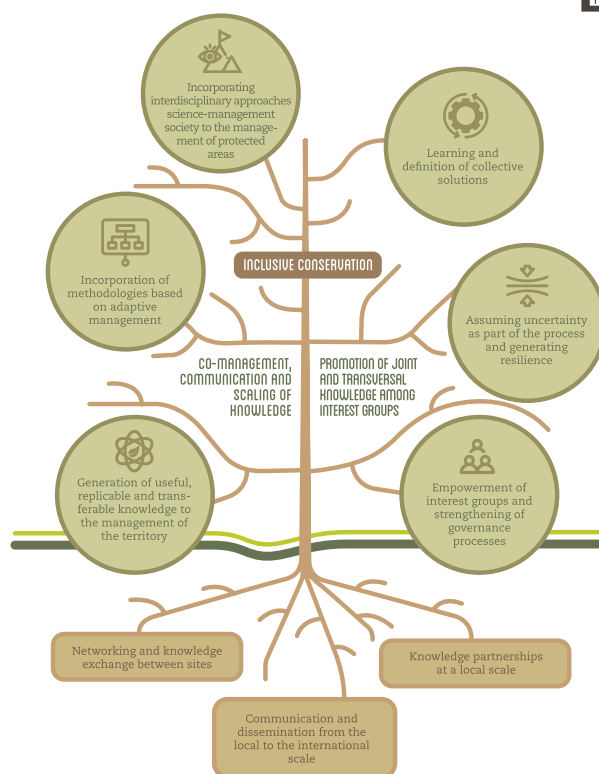 Incorporating
interdisciplinary approaches
science-management
society to the manage-
ment of protected
areas
Learning and
definition of collective
solutions
INCLUSIVE CONSERVATION
Incorporation of
methodologies based
on adaptive
management
Assuming uncertainty
as part of the process
and generating
resilience
CO-MANAGEMENT,
COMMUNICATION AND
SCALING OF
KNOWLEDGE
PROMOTION OF JOINT
AND TRANSVERSAL
KNOWLEDGE AMONG
INTEREST GROUPS
Generation of useful,
replicable and trans-
ferable knowledge to
the management of
the territory
Empowerment of
interest groups and
strengthening of
governance
processes
Networking and knowledge
exchange between sites
Knowledge partnerships
at a local scale
Communication and
dissemination from the
local to the international
scale